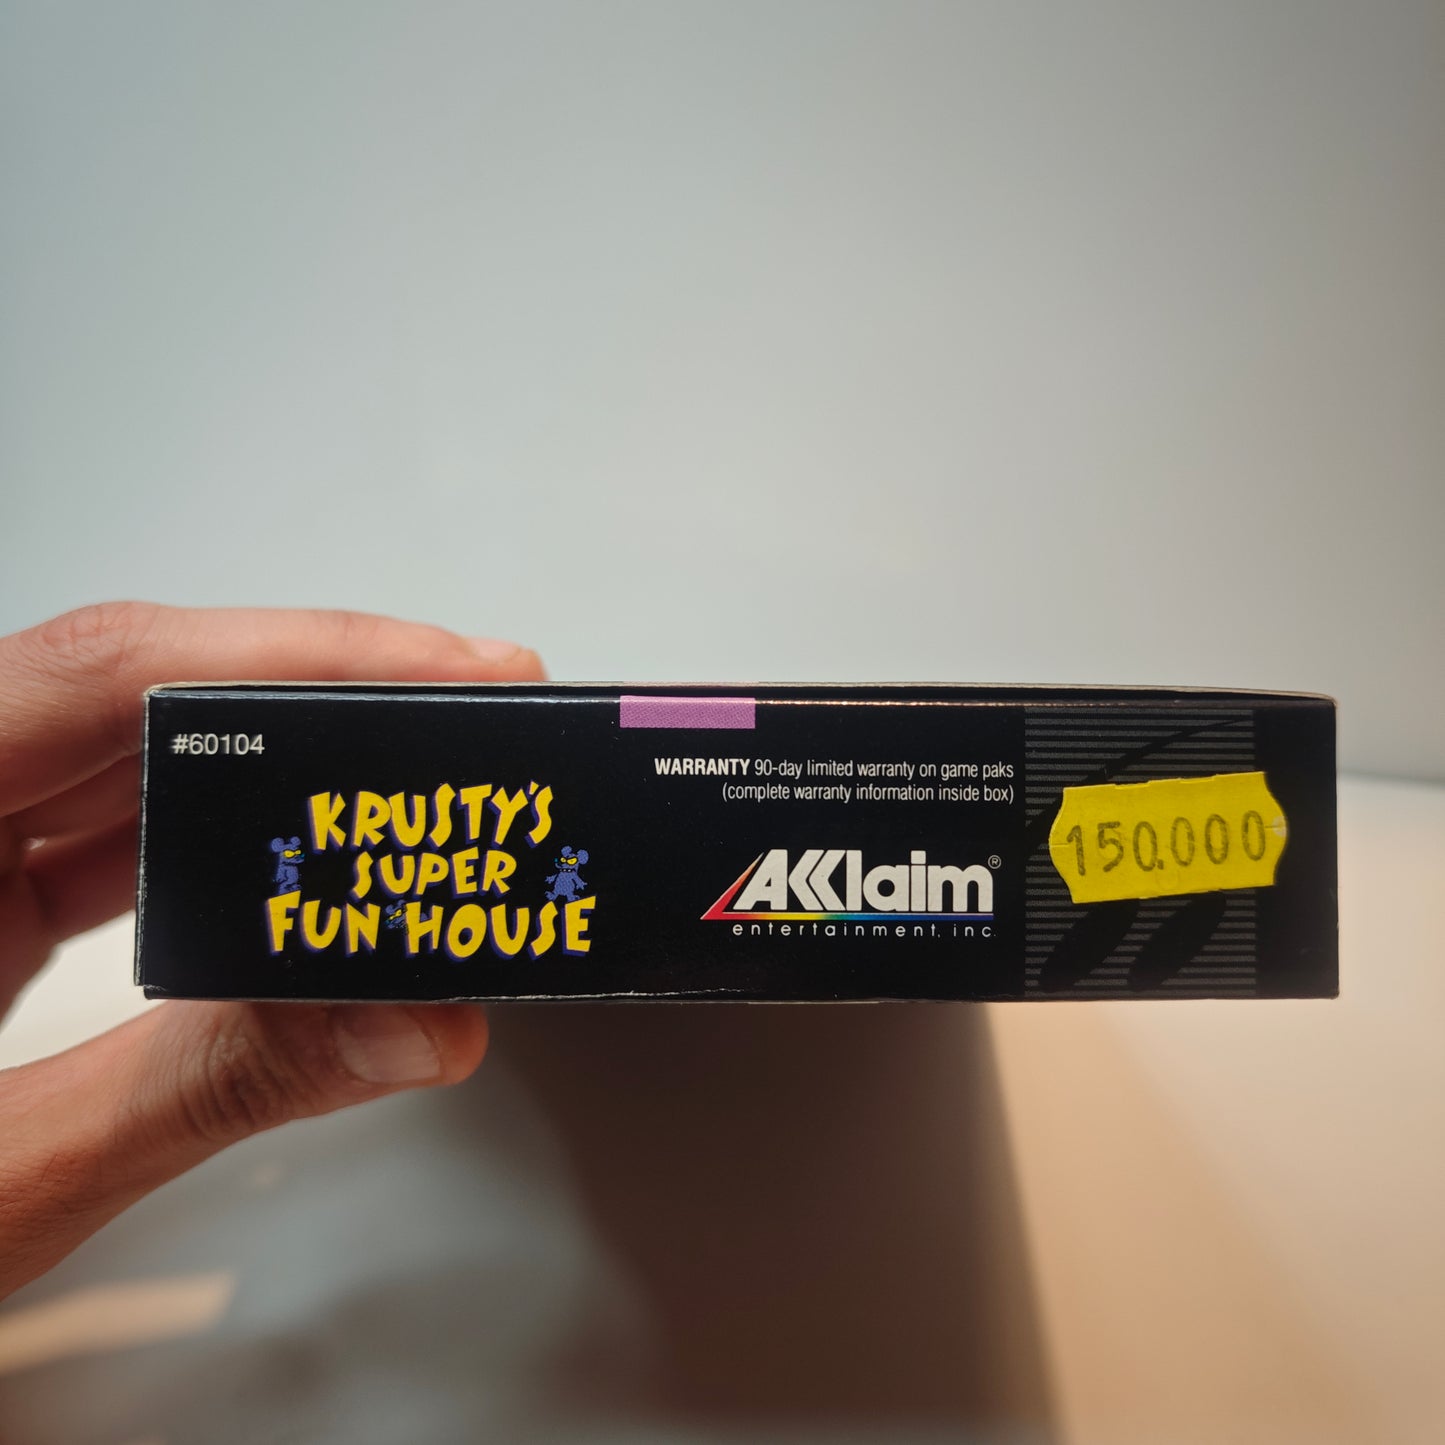 #60104
KRUSTY'S
SUPER
FUN HOUSE
WARRANTY 90-day limited warranty on game paks
(complete warranty information inside box)
AKKlaim®
entertainment, inc.
150.000